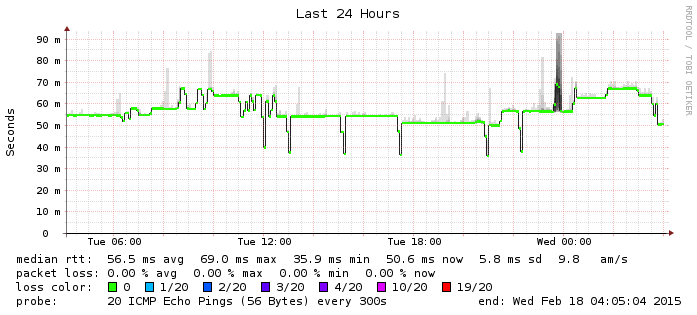 Last 24 Hours
RRDTOOL / TOBI OETIKER
Seconds
90 m
80 m
70 m
60 m
50 m
40 m
30 m
20 m
10 m
0
Tue 06:00 Tue 12:00 Tue 18:00 Wed 00:00
median rtt: 56.5 ms avg 69.0 ms max 35.9 ms min 50.6 ms now 5.8 ms sd 9.8 am/s
packet loss: 0.00 % avg 0.00 % max 0.00 % min 0.00 % now
loss color: 0 1/20 2/20 3/20 4/20 10/20 19/20
probe: 20 ICMP Echo Pings (56 Bytes) every 300s end: Wed Feb 18 04:05:04 2015